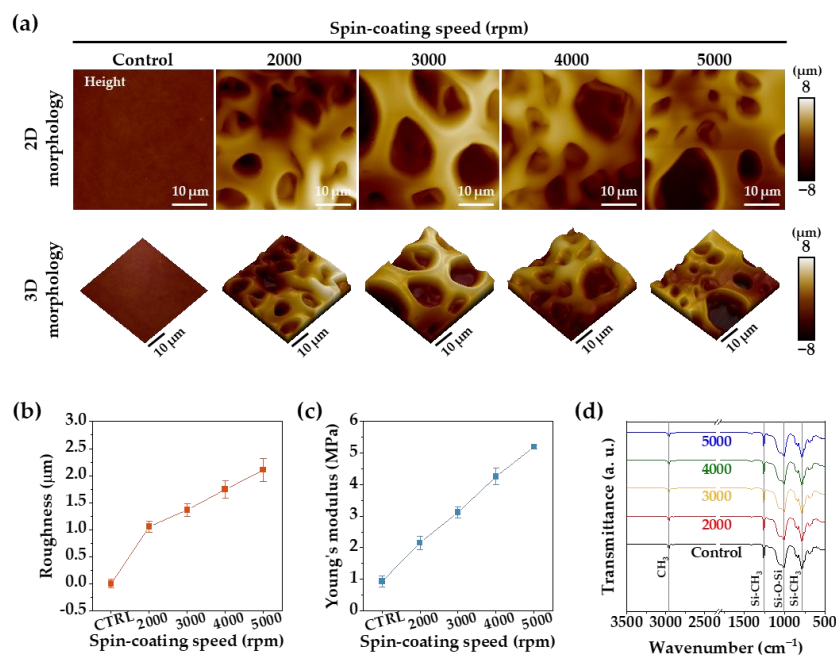 (a)
Spin-coating speed (rpm)
Control 2000 3000 4000 5000
2D morphology
Height
10 μm 10 μm 10 μm 10 μm 10 μm
(μm)
8
−8
3D morphology
10 μm 10 μm 10 μm 10 μm 10 μm
(μm)
8
−8
(b)
Roughness (μm)
3.0
2.5
2.0
1.5
1.0
0.5
0.0
-0.5
CTRL 2000 3000 4000 5000
Spin-coating speed (rpm)
(c)
Young's modulus (MPa)
6
5
4
3
2
1
0
CTRL 2000 3000 4000 5000
Spin-coating speed (rpm)
(d)
Transmittance (a. u.)
5000
4000
3000
2000
Control
CH₃
Si-CH₃
Si-O-Si
Si-CH₃
3500 3000 2500 1000 500
Wavenumber (cm⁻¹)